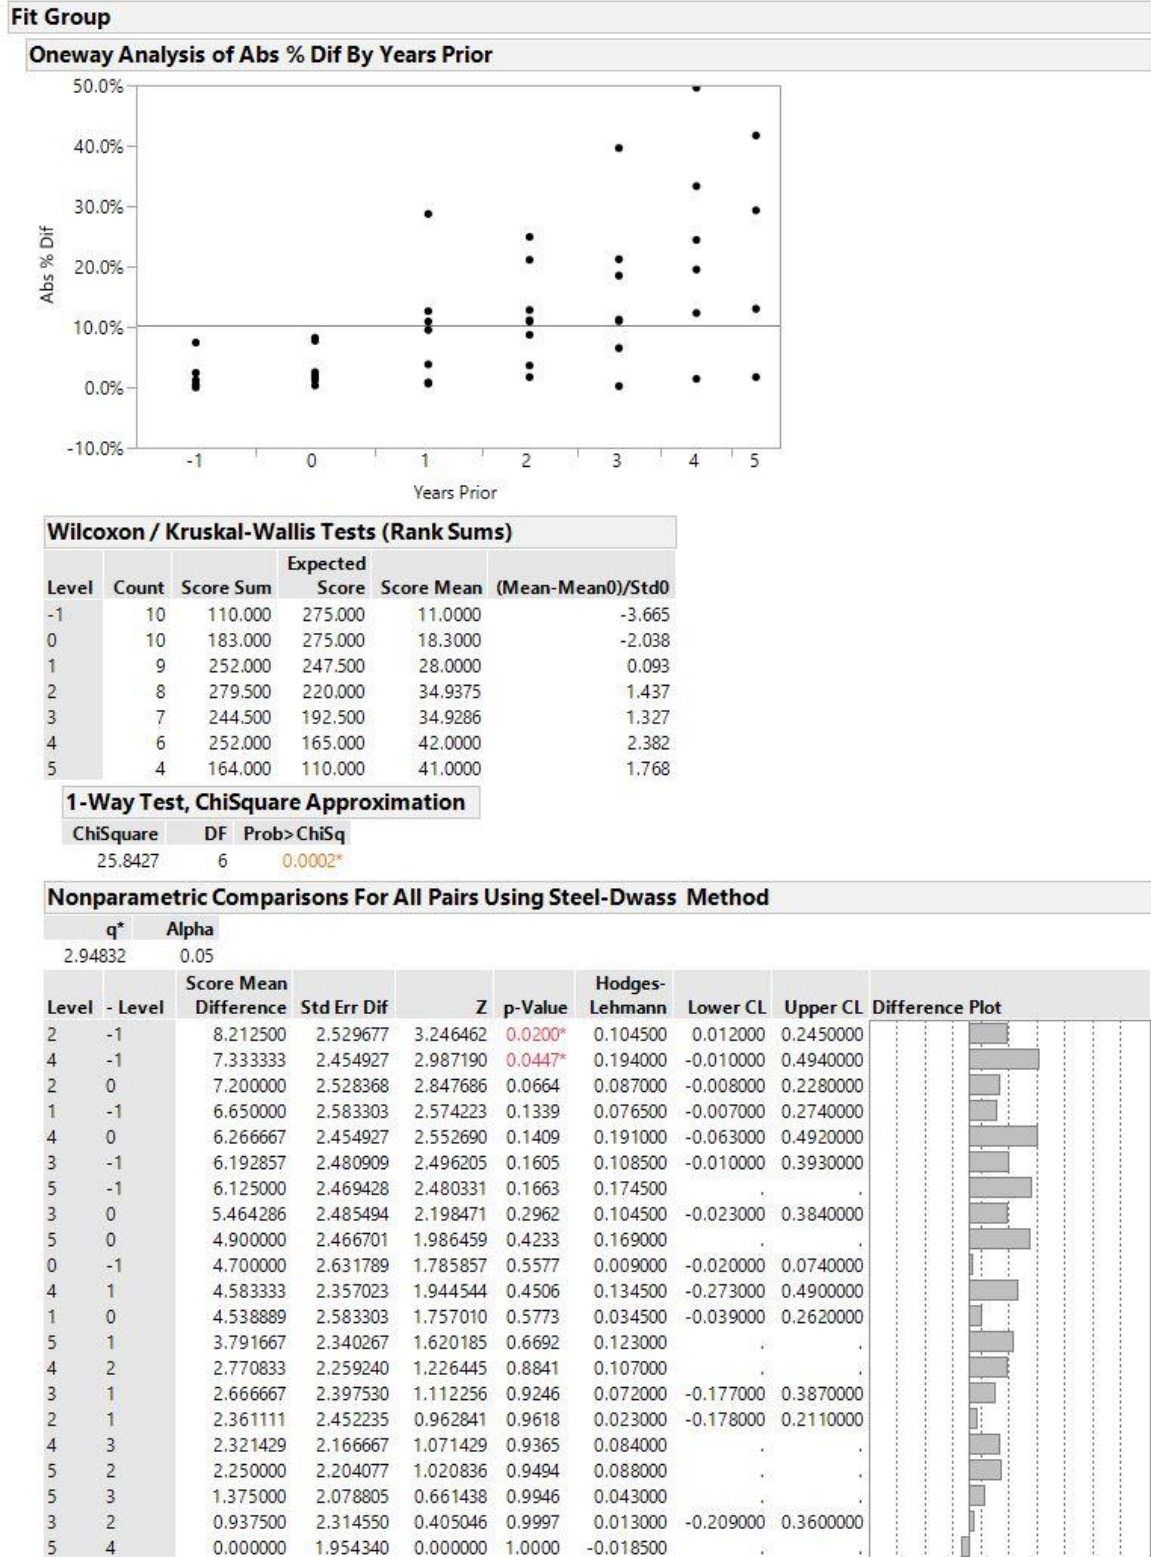 Fit Group
Oneway Analysis of Abs % Dif By Years Prior
50.0%
40.0%
30.0%
20.0%
10.0%
0.0%
-10.0%
Abs % Dif
-1 0 1 2 3 4 5
Years Prior
Wilcoxon / Kruskal-Wallis Tests (Rank Sums)
Expected
Level Count Score Sum Score Score Mean (Mean-Mean0)/Std0
-1 10 110.000 275.000 11.0000 -3.665
0 10 183.000 275.000 18.3000 -2.038
1 9 252.000 247.500 28.0000 0.093
2 8 279.500 220.000 34.9375 1.437
3 7 244.500 192.500 34.9286 1.327
4 6 252.000 165.000 42.0000 2.382
5 4 164.000 110.000 41.0000 1.768
1-Way Test, ChiSquare Approximation
ChiSquare DF Prob>ChiSq
25.8427 6 0.0002*
Nonparametric Comparisons For All Pairs Using Steel-Dwass Method
q* Alpha
2.94832 0.05
Score Mean Hodges-
Level - Level Difference Std Err Dif Z p-Value Lehmann Lower CL Upper CL Difference Plot
2 -1 8.212500 2.529677 3.246462 0.0200* 0.104500 0.012000 0.2450000
4 -1 7.333333 2.454927 2.987190 0.0447* 0.194000 -0.010000 0.4940000
2 0 7.200000 2.528368 2.847686 0.0664 0.087000 -0.008000 0.2280000
1 -1 6.650000 2.583303 2.574223 0.1339 0.076500 -0.007000 0.2740000
4 0 6.266667 2.454927 2.552690 0.1409 0.191000 -0.063000 0.4920000
3 -1 6.192857 2.480909 2.496205 0.1605 0.108500 -0.010000 0.3930000
5 -1 6.125000 2.469428 2.480331 0.1663 0.174500 . .
3 0 5.464286 2.485494 2.198471 0.2962 0.104500 -0.023000 0.3840000
5 0 4.900000 2.466701 1.986459 0.4233 0.169000 . .
0 -1 4.700000 2.631789 1.785857 0.5577 0.009000 -0.020000 0.0740000
4 1 4.583333 2.357023 1.944544 0.4506 0.134500 -0.273000 0.4900000
1 0 4.538889 2.583303 1.757010 0.5773 0.034500 -0.039000 0.2620000
5 1 3.791667 2.340267 1.620185 0.6692 0.123000 . .
4 2 2.770833 2.259240 1.226445 0.8841 0.107000 . .
3 1 2.666667 2.397530 1.112256 0.9246 0.072000 -0.177000 0.3870000
2 1 2.361111 2.452235 0.962841 0.9618 0.023000 -0.178000 0.2110000
4 3 2.321429 2.166667 1.071429 0.9365 0.084000 . .
5 2 2.250000 2.204077 1.020836 0.9494 0.088000 . .
5 3 1.375000 2.078805 0.661438 0.9946 0.043000 . .
3 2 0.937500 2.314550 0.405046 0.9997 0.013000 -0.209000 0.3600000
5 4 0.000000 1.954340 0.000000 1.0000 -0.018500 . .